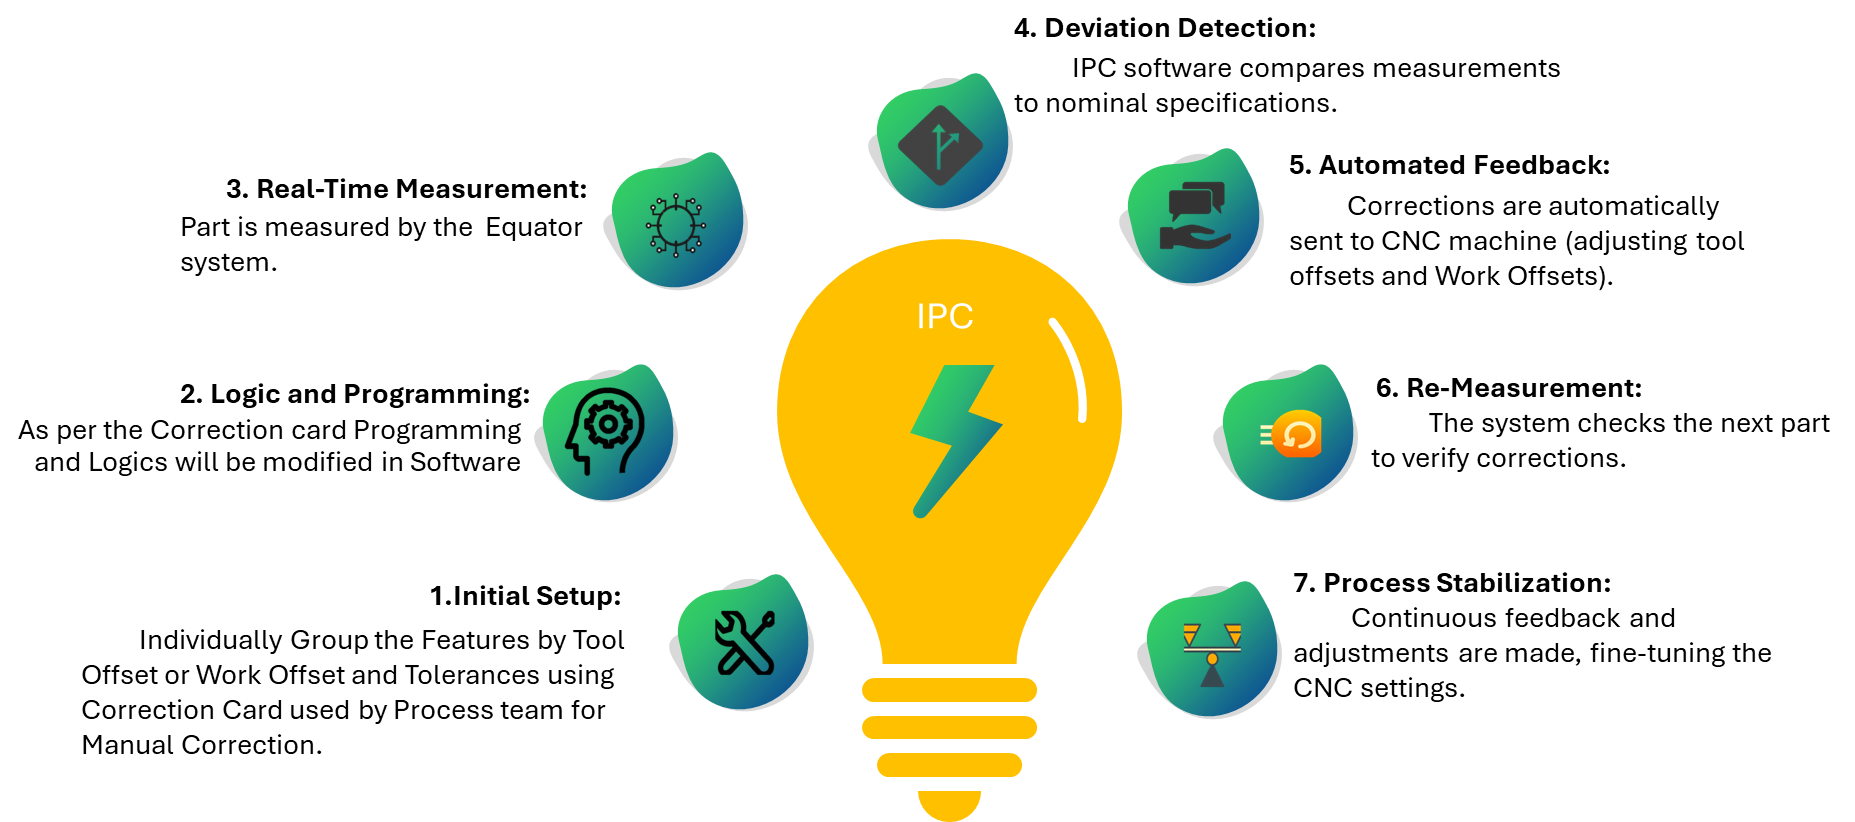 1.Initial Setup:
Individually Group the Features by Tool
Offset or Work Offset and Tolerances using
Correction Card used by Process team for
Manual Correction.
2. Logic and Programming:
As per the Correction card Programming
and Logics will be modified in Software
3. Real-Time Measurement:
Part is measured by the Equator
system.
4. Deviation Detection:
IPC software compares measurements
to nominal specifications.
5. Automated Feedback:
Corrections are automatically
sent to CNC machine (adjusting tool
offsets and Work Offsets).
6. Re-Measurement:
The system checks the next part
to verify corrections.
7. Process Stabilization:
Continuous feedback and
adjustments are made, fine-tuning the
CNC settings.
IPC